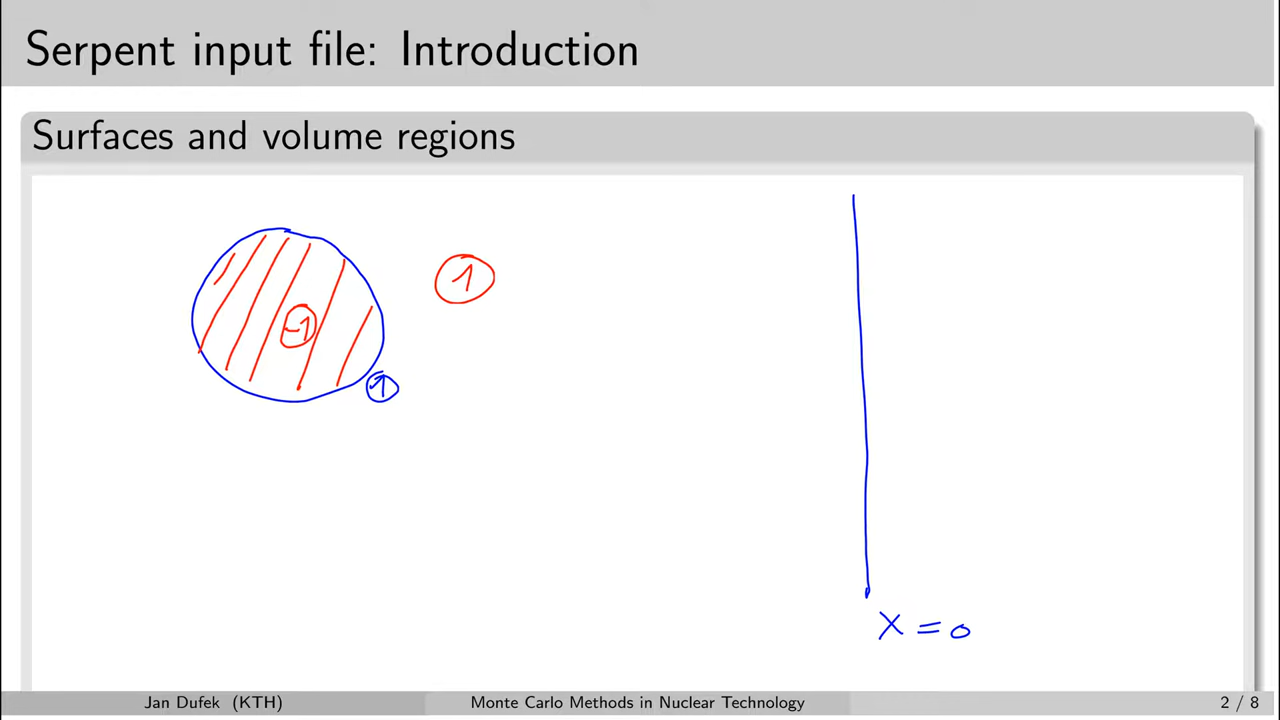 Serpent input file: Introduction
Surfaces and volume regions
1
-1
1
X = 0
Jan Dufek (KTH)
Monte Carlo Methods in Nuclear Technology
2 / 8